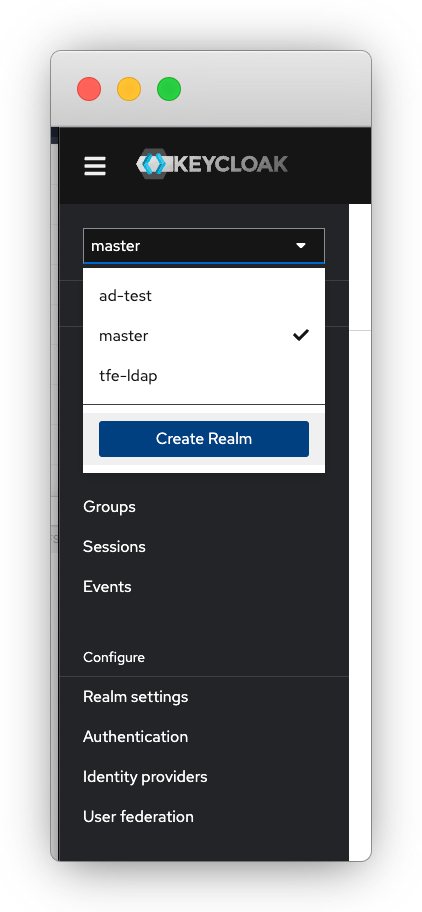 KEYCLOAK
master
ad-test
master
tfe-ldap
Create Realm
Groups
Sessions
Events
Configure
Realm settings
Authentication
Identity providers
User federation